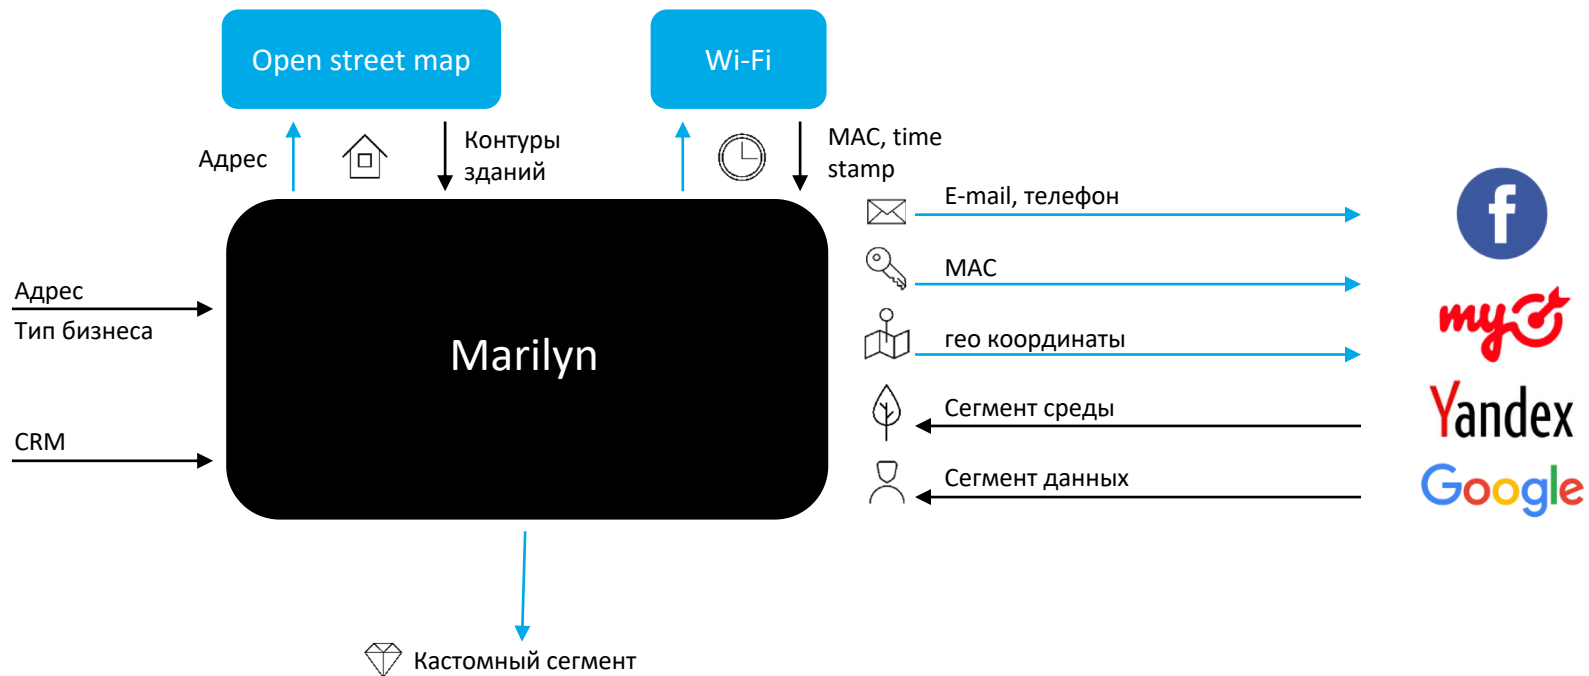 Open street map
Wi-Fi
Адрес
Контуры
зданий
MAC, time
stamp
E-mail, телефон
MAC
гео координаты
Сегмент среды
Сегмент данных
Адрес
Тип бизнеса
CRM
Marilyn
Кастомный сегмент
f
my
Yandex
Google